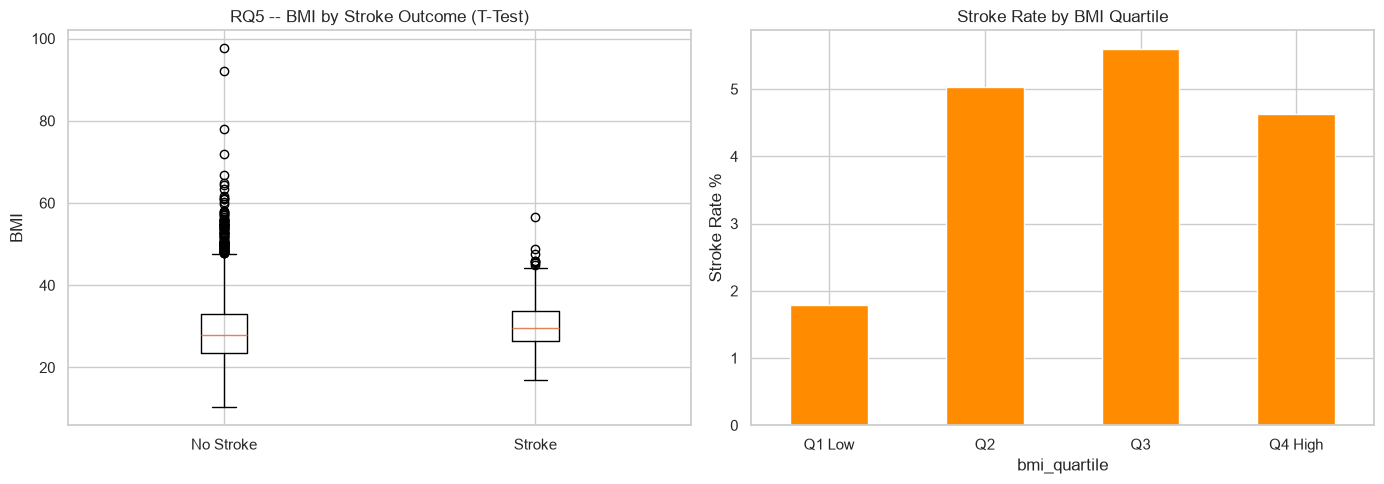 RQ5 -- BMI by Stroke Outcome (T-Test)
BMI
100
80
60
40
20
No Stroke
Stroke
Stroke Rate by BMI Quartile
Stroke Rate %
5
4
3
2
1
0
Q1 Low
Q2
Q3
Q4 High
bmi_quartile